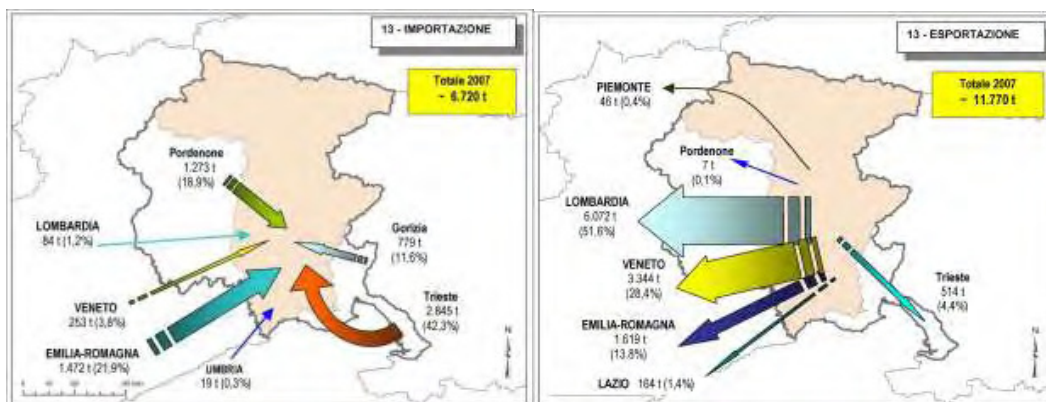 13 - IMPORTAZIONE
Totale 2007
~ 6.720 t
Pordenone
1.273 t
(18,9%)
LOMBARDIA
84 t (1,2%)
Gorizia
779 t
(11,6%)
VENETO
253 t (3,8%)
Trieste
2.845 t
(42,3%)
EMILIA-ROMAGNA
1.472 t (21,9%)
UMBRIA
19 t (0,3%)
N
13 - ESPORTAZIONE
Totale 2007
~ 11.770 t
PIEMONTE
46 t (0,4%)
Pordenone
7 t
(0,1%)
LOMBARDIA
6.072 t
(51,6%)
VENETO
3.344 t
(28,4%)
Trieste
514 t
(4,4%)
EMILIA-ROMAGNA
1.619 t
(13.8%)
LAZIO 164 t (1,4%)
N